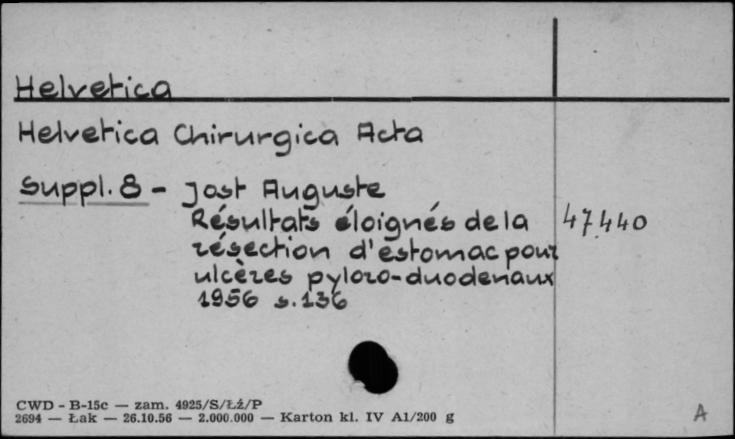 Helvetica
Helvetica Chirurgica Acta
Suppl. 8 - Jost Auguste
Résultats éloignés de la 47440
résection d'estomac pour
ulcères pyloro-duodenaux
1956 s. 136
CWD - B-15c — zam. 4925/S/Łź/P
2694 — Łak — 26.10.56 — 2.000.000 — Karton kl. IV A1/200 g
A